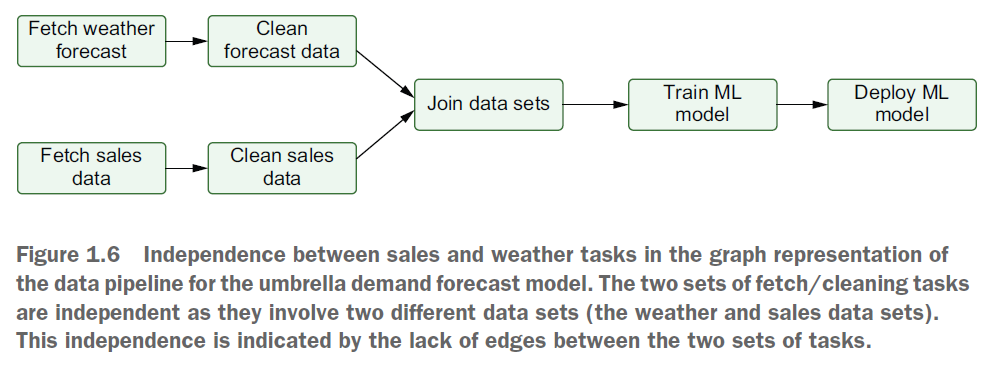 Fetch weather
forecast
Clean
forecast data
Fetch sales
data
Clean sales
data
Join data sets
Train ML
model
Deploy ML
model
Figure 1.6 Independence between sales and weather tasks in the graph representation of
the data pipeline for the umbrella demand forecast model. The two sets of fetch/cleaning tasks
are independent as they involve two different data sets (the weather and sales data sets).
This independence is indicated by the lack of edges between the two sets of tasks.